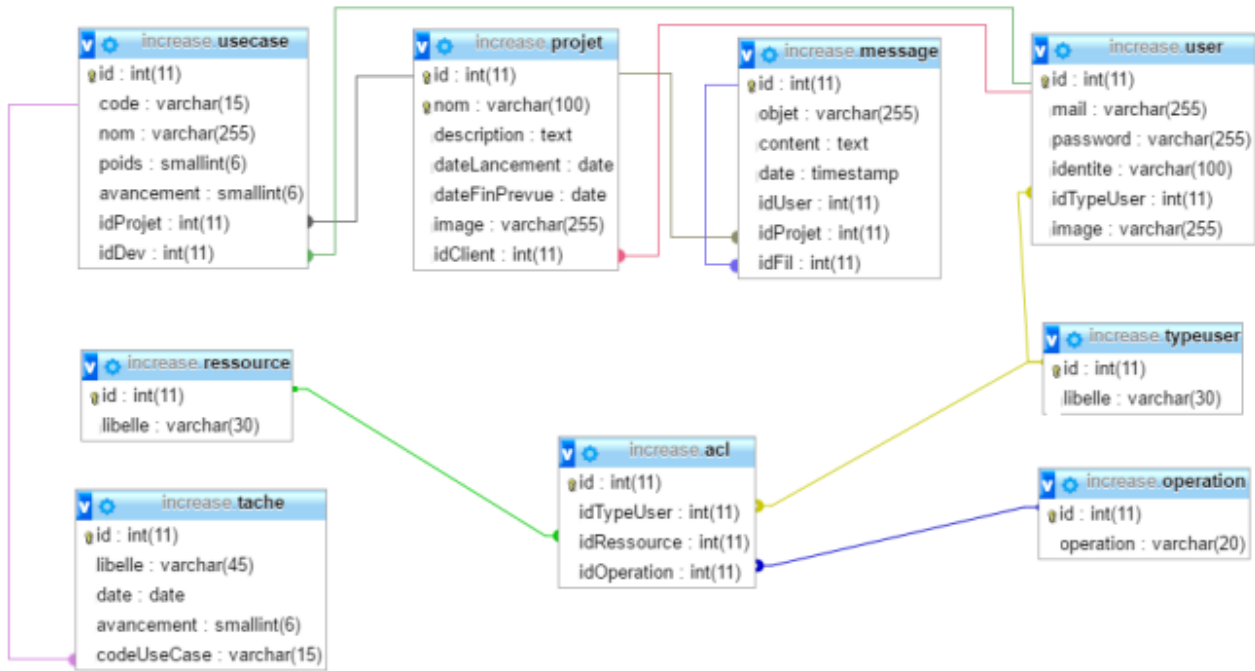 v increase.usecase
id : int(11)
code : varchar(15)
nom : varchar(255)
poids : smallint(6)
avancement : smallint(6)
idProjet : int(11)
idDev : int(11)
v increase.projet
id : int(11)
nom : varchar(100)
description : text
dateLancement : date
dateFinPrevue : date
image : varchar(255)
idClient : int(11)
v increase.message
id : int(11)
objet : varchar(255)
content : text
date : timestamp
idUser : int(11)
idProjet : int(11)
idFil : int(11)
v increase.user
id : int(11)
mail : varchar(255)
password : varchar(255)
identite : varchar(100)
idTypeUser : int(11)
image : varchar(255)
v increase.ressource
id : int(11)
libelle : varchar(30)
v increase.typeuser
id : int(11)
libelle : varchar(30)
v increase.tache
id : int(11)
libelle : varchar(45)
date : date
avancement : smallint(6)
codeUseCase : varchar(15)
v increase.acl
id : int(11)
idTypeUser : int(11)
idRessource : int(11)
idOperation : int(11)
v increase.operation
id : int(11)
operation : varchar(20)